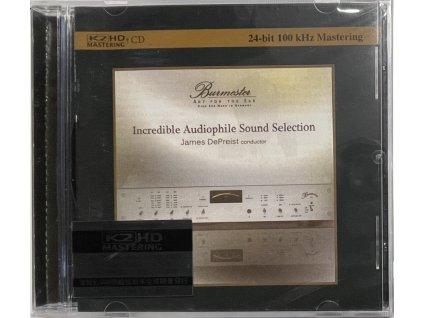 K2HD MASTERING + CD
24-bit 100 kHz Mastering
Burmester
ART FOR THE EAR
Incredible Audiophile Sound Selection
James DePreist conductor
K2HD
MASTERING